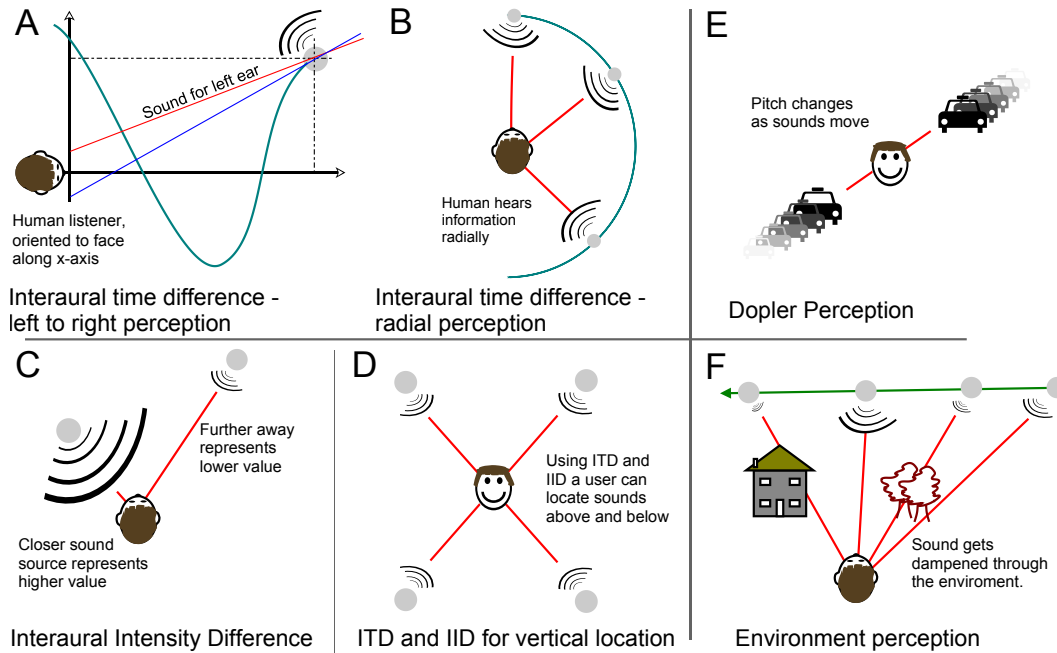 A
Sound for left ear
Human listener,
oriented to face
along x-axis
Interaural time difference -
left to right perception
B
Human hears
information
radially
Interaural time difference -
radial perception
E
Pitch changes
as sounds move
Dopler Perception
C
Further away
represents
lower value
Closer sound
source represents
higher value
Interaural Intensity Difference
D
Using ITD and
IID a user can
locate sounds
above and below
ITD and IID for vertical location
F
Sound gets
dampened through
the enviroment.
Environment perception